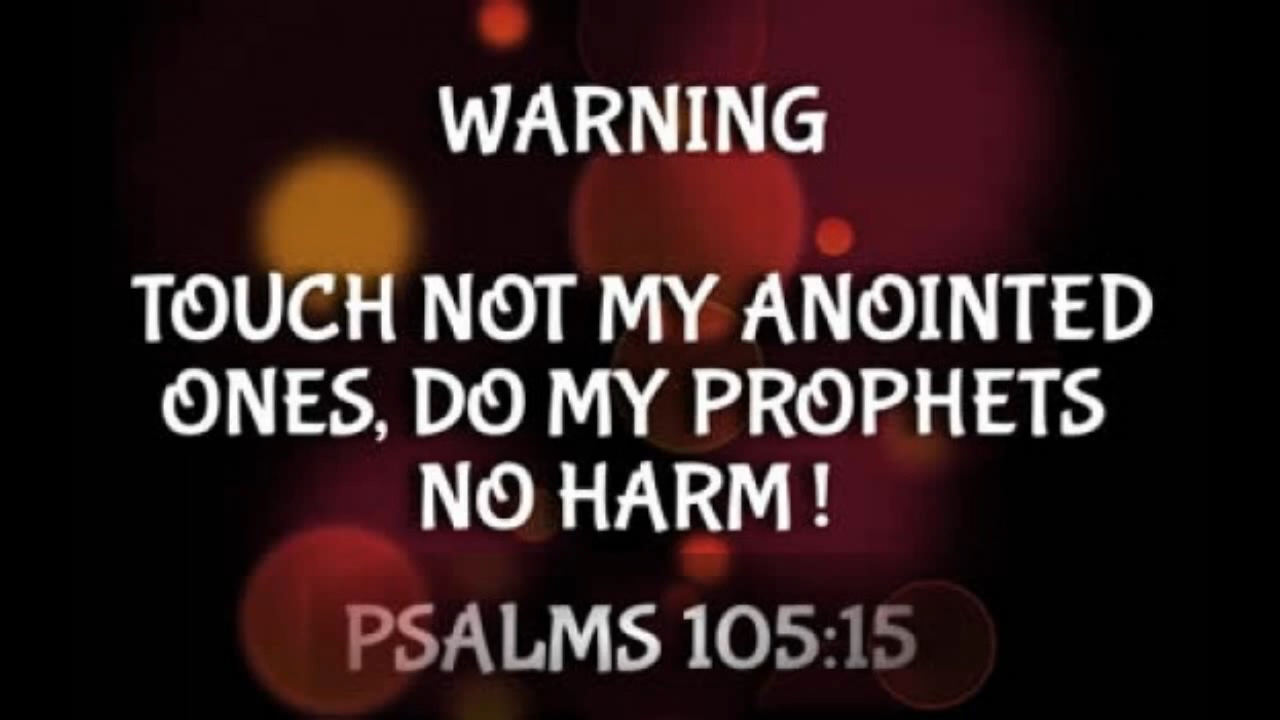 WARNING
TOUCH NOT MY ANOINTED
ONES, DO MY PROPHETS
NO HARM !
PSALMS 105:15